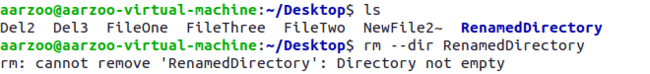 aarzoo@aarzoo-virtual-machine:~/Desktop$ ls
Del2  Del3  FileOne  FileThree  FileTwo  NewFile2~  RenamedDirectory
aarzoo@aarzoo-virtual-machine:~/Desktop$ rm --dir RenamedDirectory
rm: cannot remove 'RenamedDirectory': Directory not empty